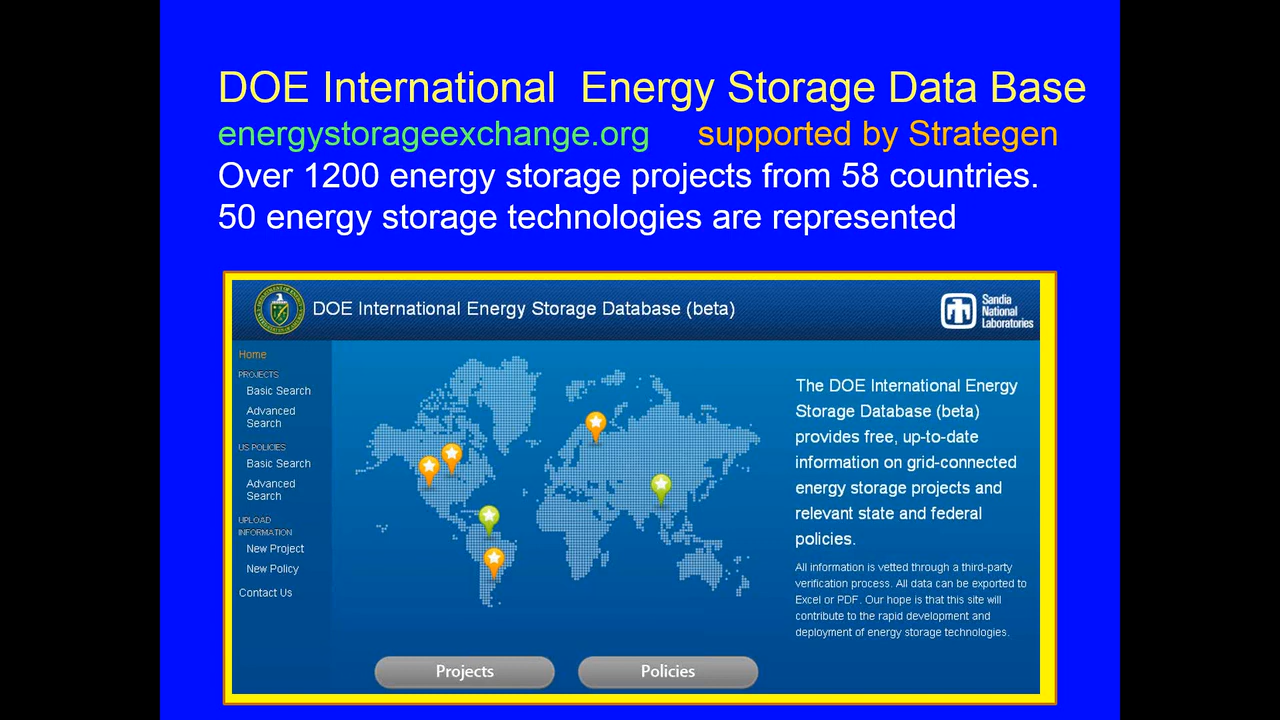 DOE International  Energy Storage Data Base
energystorageexchange.org     supported by Strategen
Over 1200 energy storage projects from 58 countries.
50 energy storage technologies are represented
DOE International Energy Storage Database (beta)
Sandia
National
Laboratories
Home
PROJECTS
Basic Search
Advanced
Search
US POLICIES
Basic Search
Advanced
Search
UPLOAD
INFORMATION
New Project
New Policy
Contact Us
The DOE International Energy
Storage Database (beta)
provides free, up-to-date
information on grid-connected
energy storage projects and
relevant state and federal
policies.
All information is vetted through a third-party
verification process. All data can be exported to
Excel or PDF. Our hope is that this site will
contribute to the rapid development and
deployment of energy storage technologies.
Projects
Policies